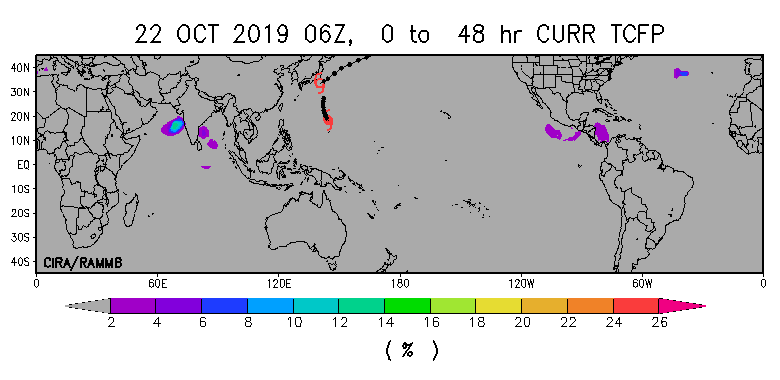 22 OCT 2019 06Z, 0 to 48 hr CURR TCFP
40N
30N
20N
10N
EQ
10S
20S
30S
40S
CIRA/RAMMB
0 60E 120E 180 120W 60W 0
2 4 6 8 10 12 14 16 18 20 22 24 26
( % )